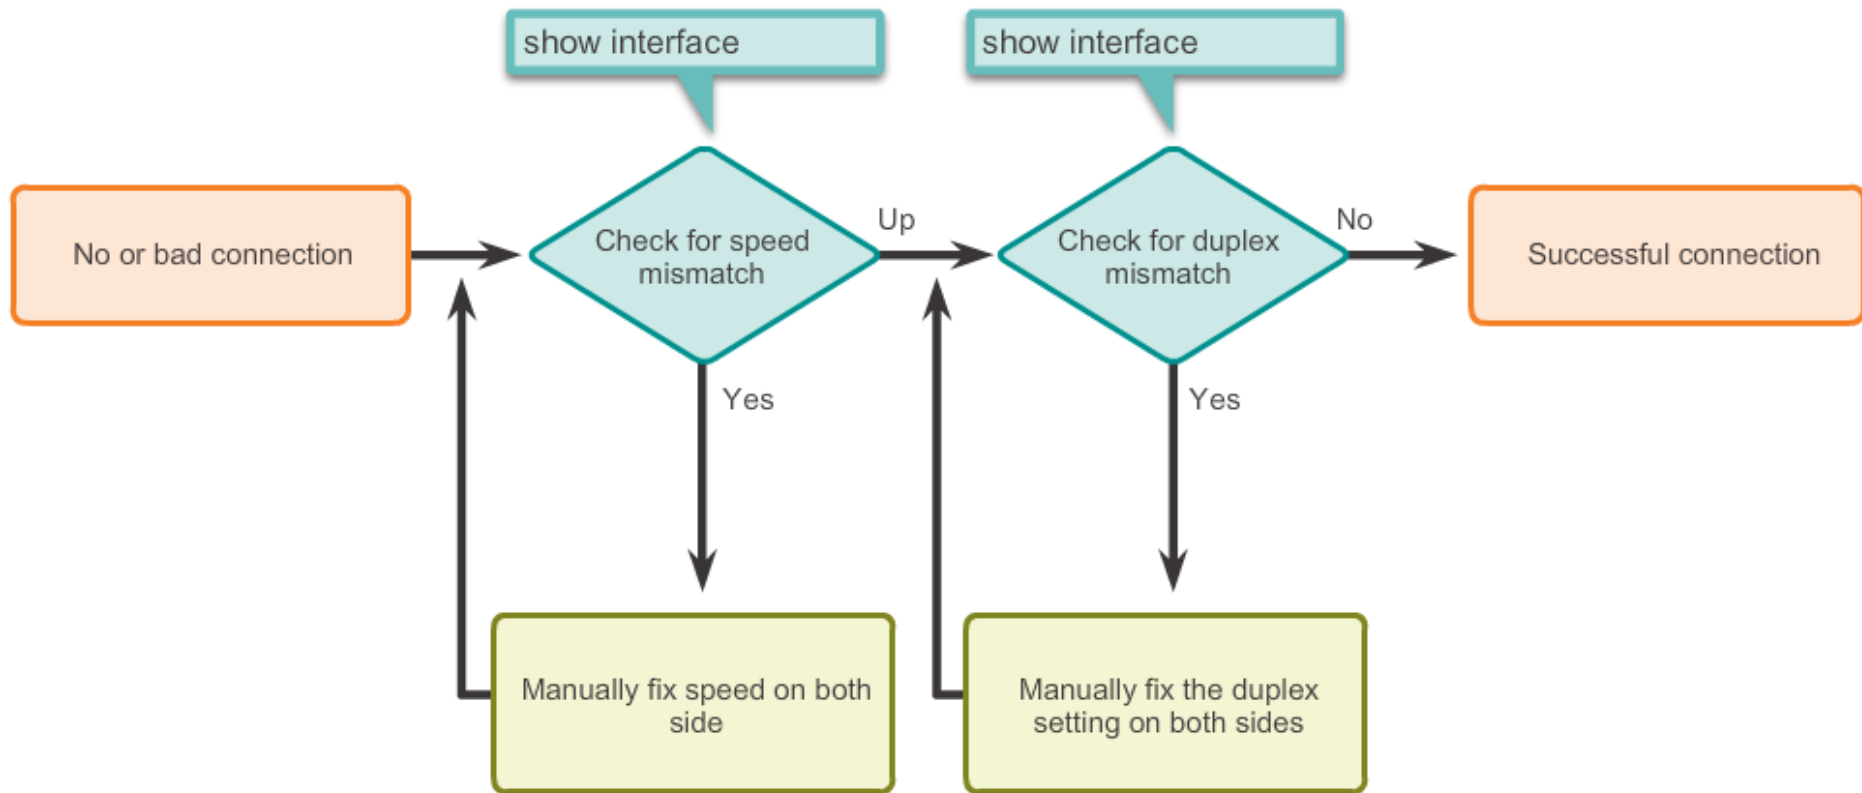 show interface
show interface
No or bad connection
Check for speed
mismatch
Up
Check for duplex
mismatch
No
Successful connection
Yes
Yes
Manually fix speed on both
side
Manually fix the duplex
setting on both sides